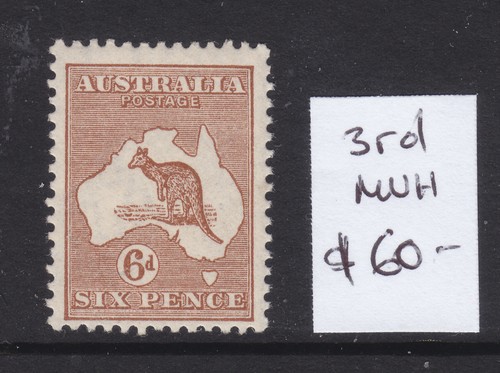 AUSTRALIA
POSTAGE
6d
SIX PENCE
3rd
MUH
$60-